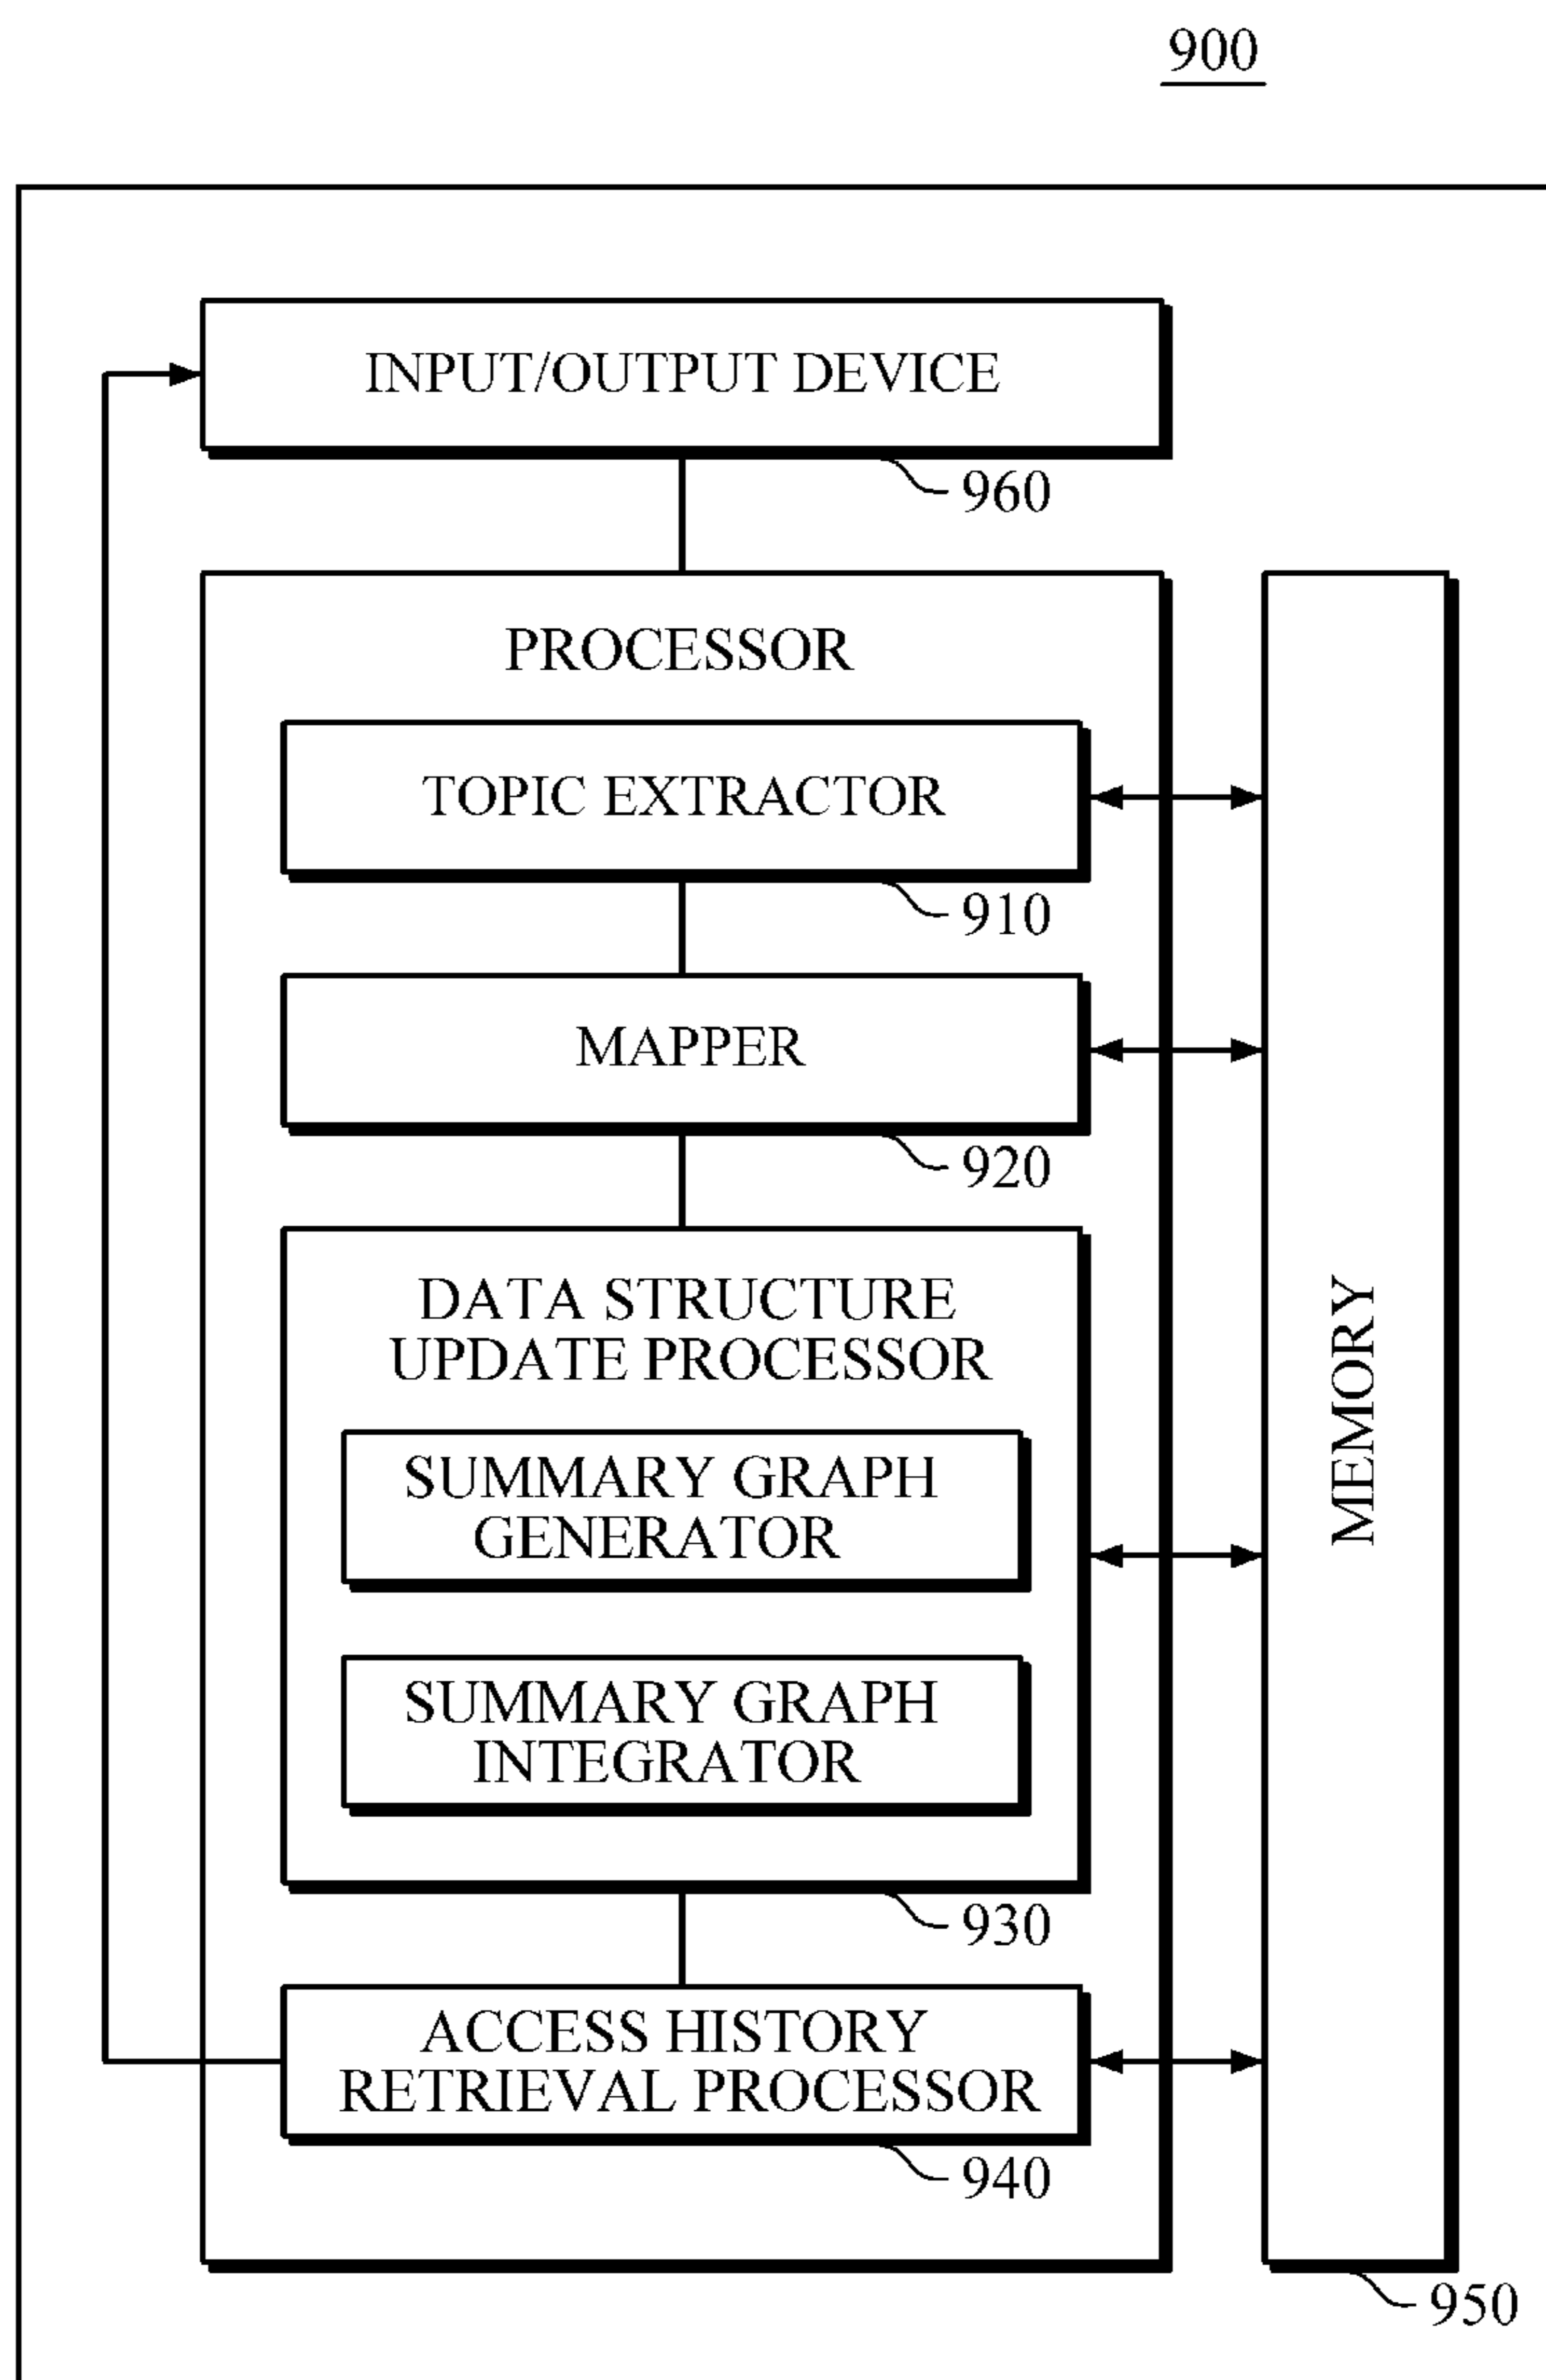 900
INPUT/OUTPUT DEVICE
960
PROCESSOR
TOPIC EXTRACTOR
910
MAPPER
920
DATA STRUCTURE
UPDATE PROCESSOR
SUMMARY GRAPH
GENERATOR
SUMMARY GRAPH
INTEGRATOR
930
ACCESS HISTORY
RETRIEVAL PROCESSOR
940
MEMORY
950